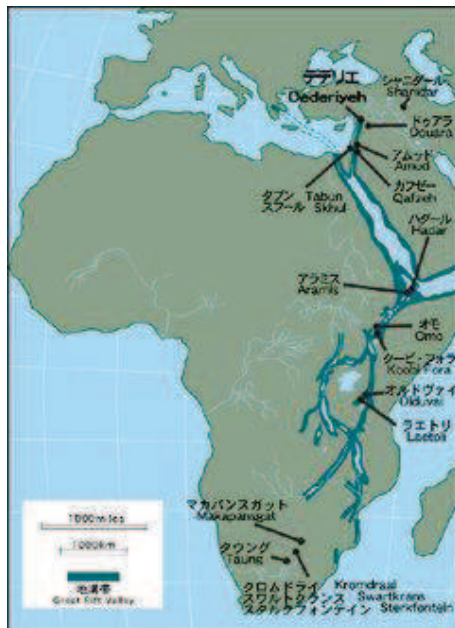 デデリエ
Dederiyeh
シャニダール
Shanidar
ドゥアラ
Douara
アムッド
Amud
カフゼー
Qafzeh
タブン Tabun
スフール Skhul
ハダール
Hadar
アラミス
Aramis
オモ
Omo
クービ・フォラ
Koobi Fora
オルドヴァイ
Olduvai
ラエトリ
Laetoli
マカパンスガット
Makapansgat
タウング
Taung
クロムドライ Kromdraai
スワルトクランス Swartkrans
スタルクフォンテイン Sterkfontein
1000miles
1000km
地溝帯
Great Rift Valley